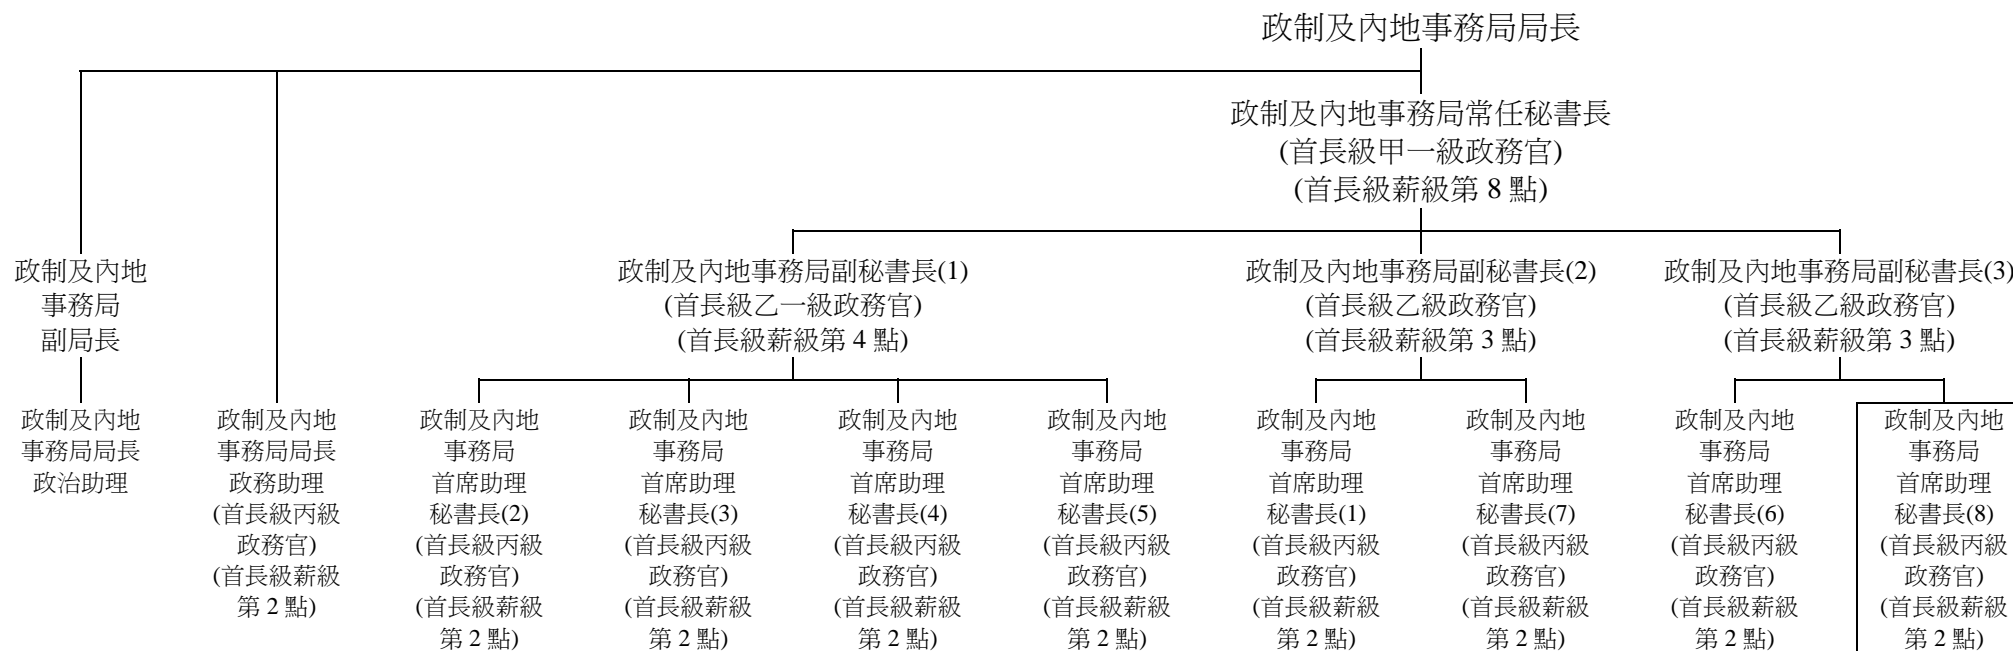 政制及內地事務局局長
政制及內地事務局常任秘書長
(首長級甲一級政務官)
(首長級薪級第 8 點)
政制及內地
事務局
副局長
政制及內地事務局副秘書長(1)
(首長級乙一級政務官)
(首長級薪級第 4 點)
政制及內地事務局副秘書長(2)
(首長級乙級政務官)
(首長級薪級第 3 點)
政制及內地事務局副秘書長(3)
(首長級乙級政務官)
(首長級薪級第 3 點)
政制及內地
事務局局長
政治助理
政制及內地
事務局局長
政務助理
(首長級丙級
政務官)
(首長級薪級
第 2 點)
政制及內地
事務局
首席助理
秘書長(2)
(首長級丙級
政務官)
(首長級薪級
第 2 點)
政制及內地
事務局
首席助理
秘書長(3)
(首長級丙級
政務官)
(首長級薪級
第 2 點)
政制及內地
事務局
首席助理
秘書長(4)
(首長級丙級
政務官)
(首長級薪級
第 2 點)
政制及內地
事務局
首席助理
秘書長(5)
(首長級丙級
政務官)
(首長級薪級
第 2 點)
政制及內地
事務局
首席助理
秘書長(1)
(首長級丙級
政務官)
(首長級薪級
第 2 點)
政制及內地
事務局
首席助理
秘書長(7)
(首長級丙級
政務官)
(首長級薪級
第 2 點)
政制及內地
事務局
首席助理
秘書長(6)
(首長級丙級
政務官)
(首長級薪級
第 2 點)
政制及內地
事務局
首席助理
秘書長(8)
(首長級丙級
政務官)
(首長級薪級
第 2 點)